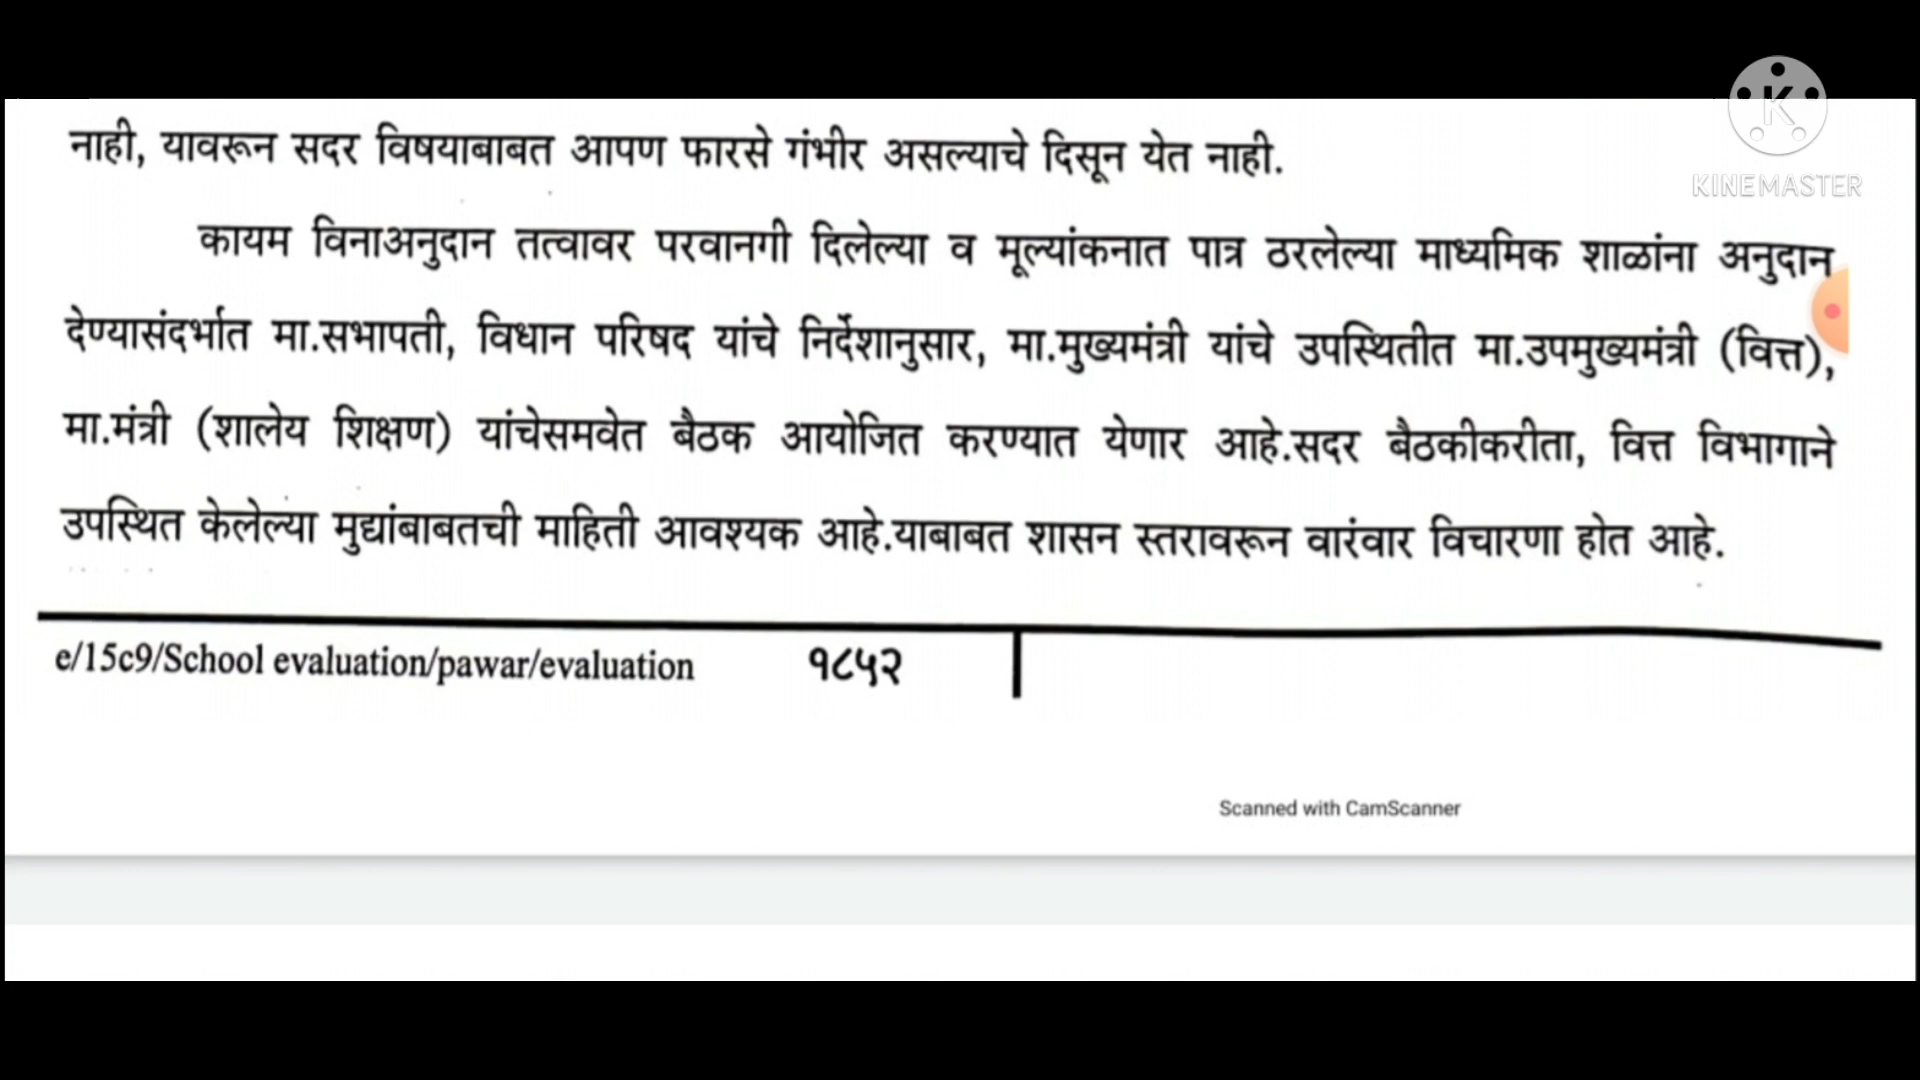 नाही, यावरून सदर विषयाबाबत आपण फारसे गंभीर असल्याचे दिसून येत नाही.
कायम विनाअनुदान तत्वावर परवानगी दिलेल्या व मूल्यांकनात पात्र ठरलेल्या माध्यमिक शाळांना अनुदान
देण्यासंदर्भात मा.सभापती, विधान परिषद यांचे निर्देशानुसार, मा.मुख्यमंत्री यांचे उपस्थितीत मा.उपमुख्यमंत्री (वित्त),
मा.मंत्री (शालेय शिक्षण) यांचेसमवेत बैठक आयोजित करण्यात येणार आहे.सदर बैठकीकरीता, वित्त विभागाने
उपस्थित केलेल्या मुद्यांबाबतची माहिती आवश्यक आहे.याबाबत शासन स्तरावरून वारंवार विचारणा होत आहे.
e/15c9/School evaluation/pawar/evaluation १८५२
Scanned with CamScanner
K
KINEMASTER